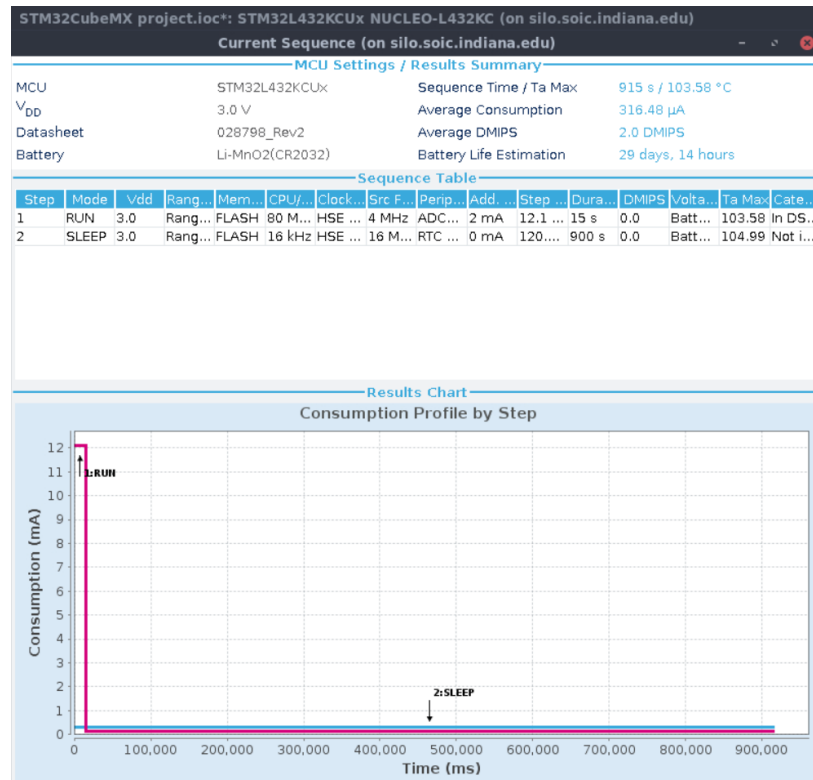 STM32CubeMX project.ioc*: STM32L432KCUx NUCLEO-L432KC (on silo.soic.indiana.edu)
Current Sequence (on silo.soic.indiana.edu)
MCU Settings / Results Summary
MCU STM32L432KCUx Sequence Time / Ta Max 915 s / 103.58 °C
VDD 3.0 V Average Consumption 316.48 µA
Datasheet 028798_Rev2 Average DMIPS 2.0 DMIPS
Battery Li-MnO2(CR2032) Battery Life Estimation 29 days, 14 hours
Sequence Table
Step Mode Vdd Rang... Mem... CPU/... Clock... Src F... Perip... Add. ... Step ... Dura... DMIPS Volta... Ta Max Cate...
1 RUN 3.0 Rang... FLASH 80 M... HSE ... 4 MHz ADC... 2 mA 12.1 ... 15 s 0.0 Batt... 103.58 In DS...
2 SLEEP 3.0 Rang... FLASH 16 kHz HSE ... 16 M... RTC ... 0 mA 120.... 900 s 0.0 Batt... 104.99 Not i...
Results Chart
Consumption Profile by Step
Consumption (mA)
12
11
10
9
8
7
6
5
4
3
2
1
0
1:RUN
2:SLEEP
0 100,000 200,000 300,000 400,000 500,000 600,000 700,000 800,000 900,000
Time (ms)